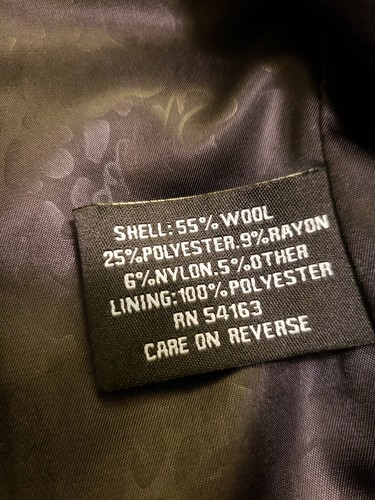 SHELL: 55% WOOL
25%POLYESTER.9%RAYON
6%NYLON.5%OTHER
LINING:100%POLYESTER
RN 54163
CARE ON REVERSE